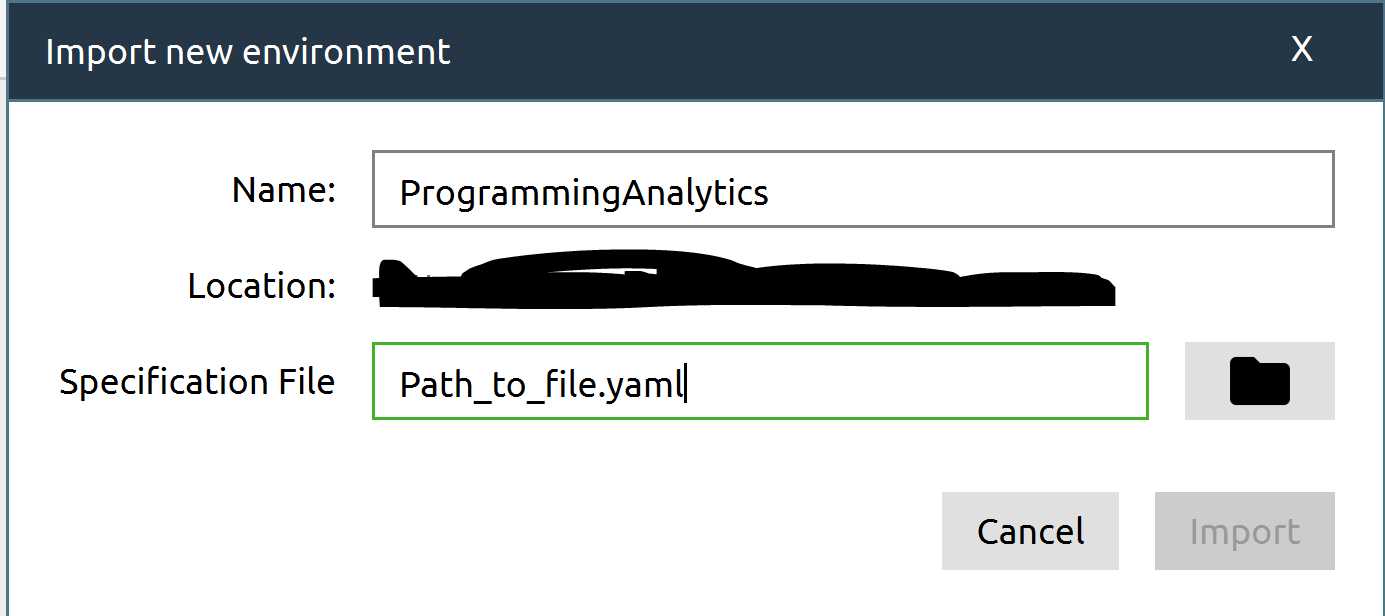 Import new environment X
Name: ProgrammingAnalytics
Location:
Specification File Path_to_file.yaml
Cancel Import